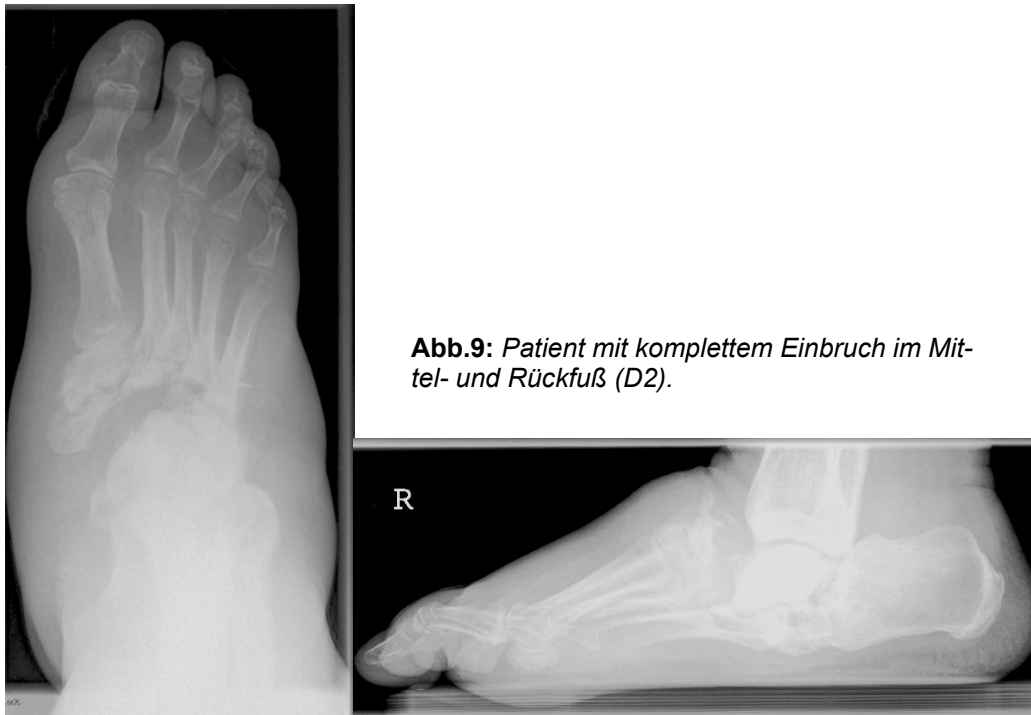 Abb.9: Patient mit komplettem Einbruch im Mit-
tel- und Rückfuß (D2).
R